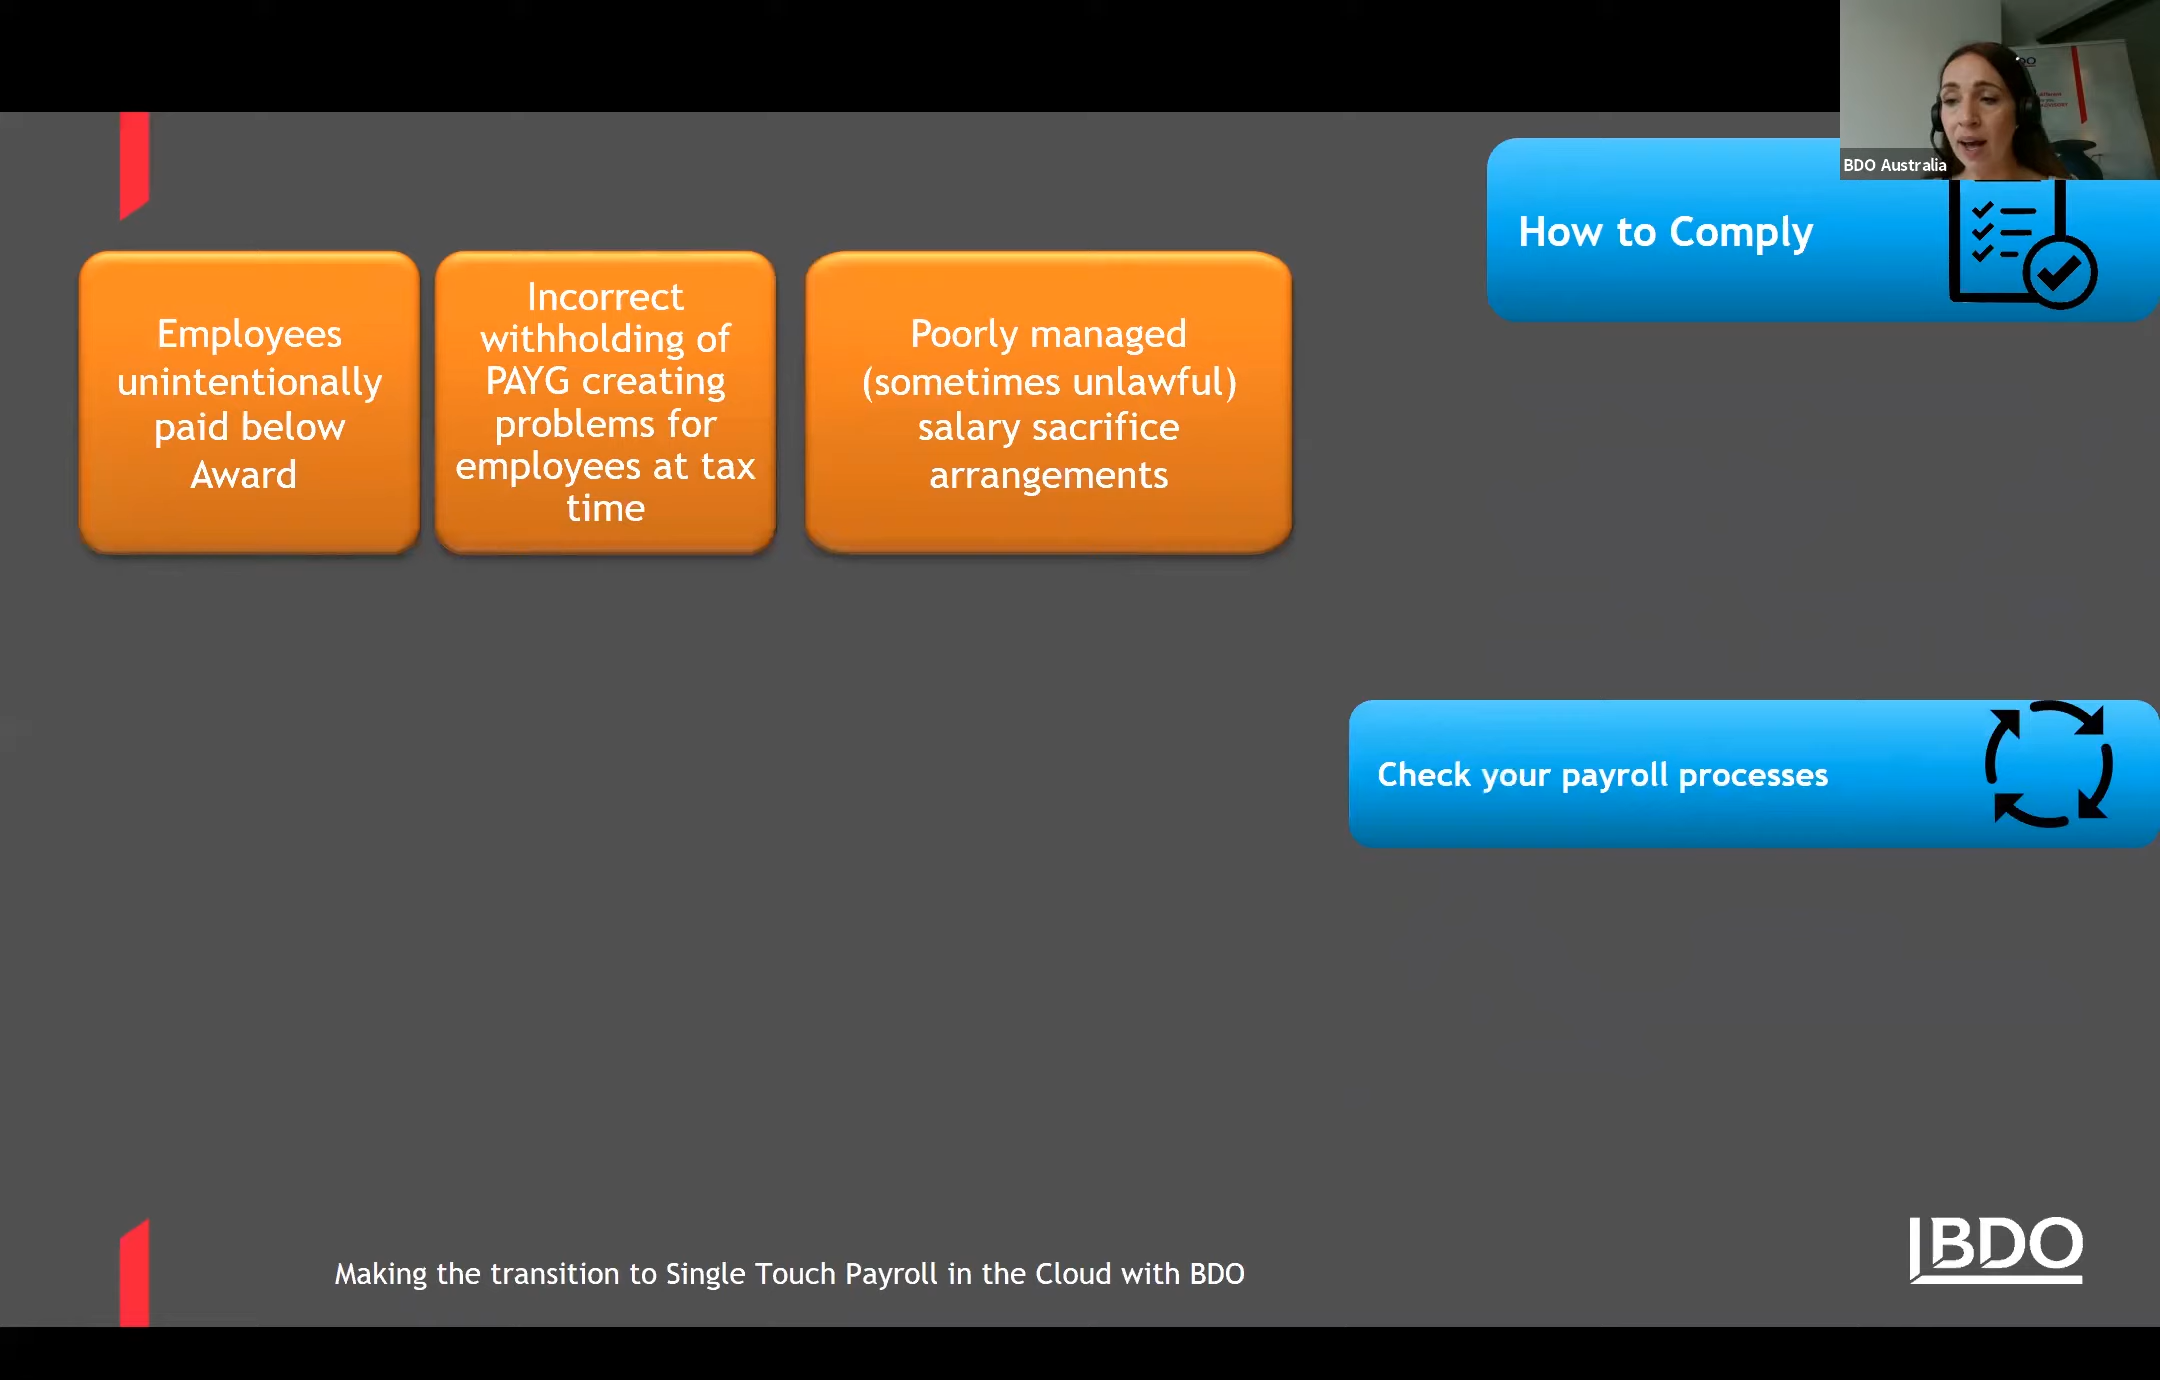 BDO Australia
How to Comply
Employees
unintentionally
paid below
Award
Incorrect
withholding of
PAYG creating
problems for
employees at tax
time
Poorly managed
(sometimes unlawful)
salary sacrifice
arrangements
Check your payroll processes
Making the transition to Single Touch Payroll in the Cloud with BDO
BDO